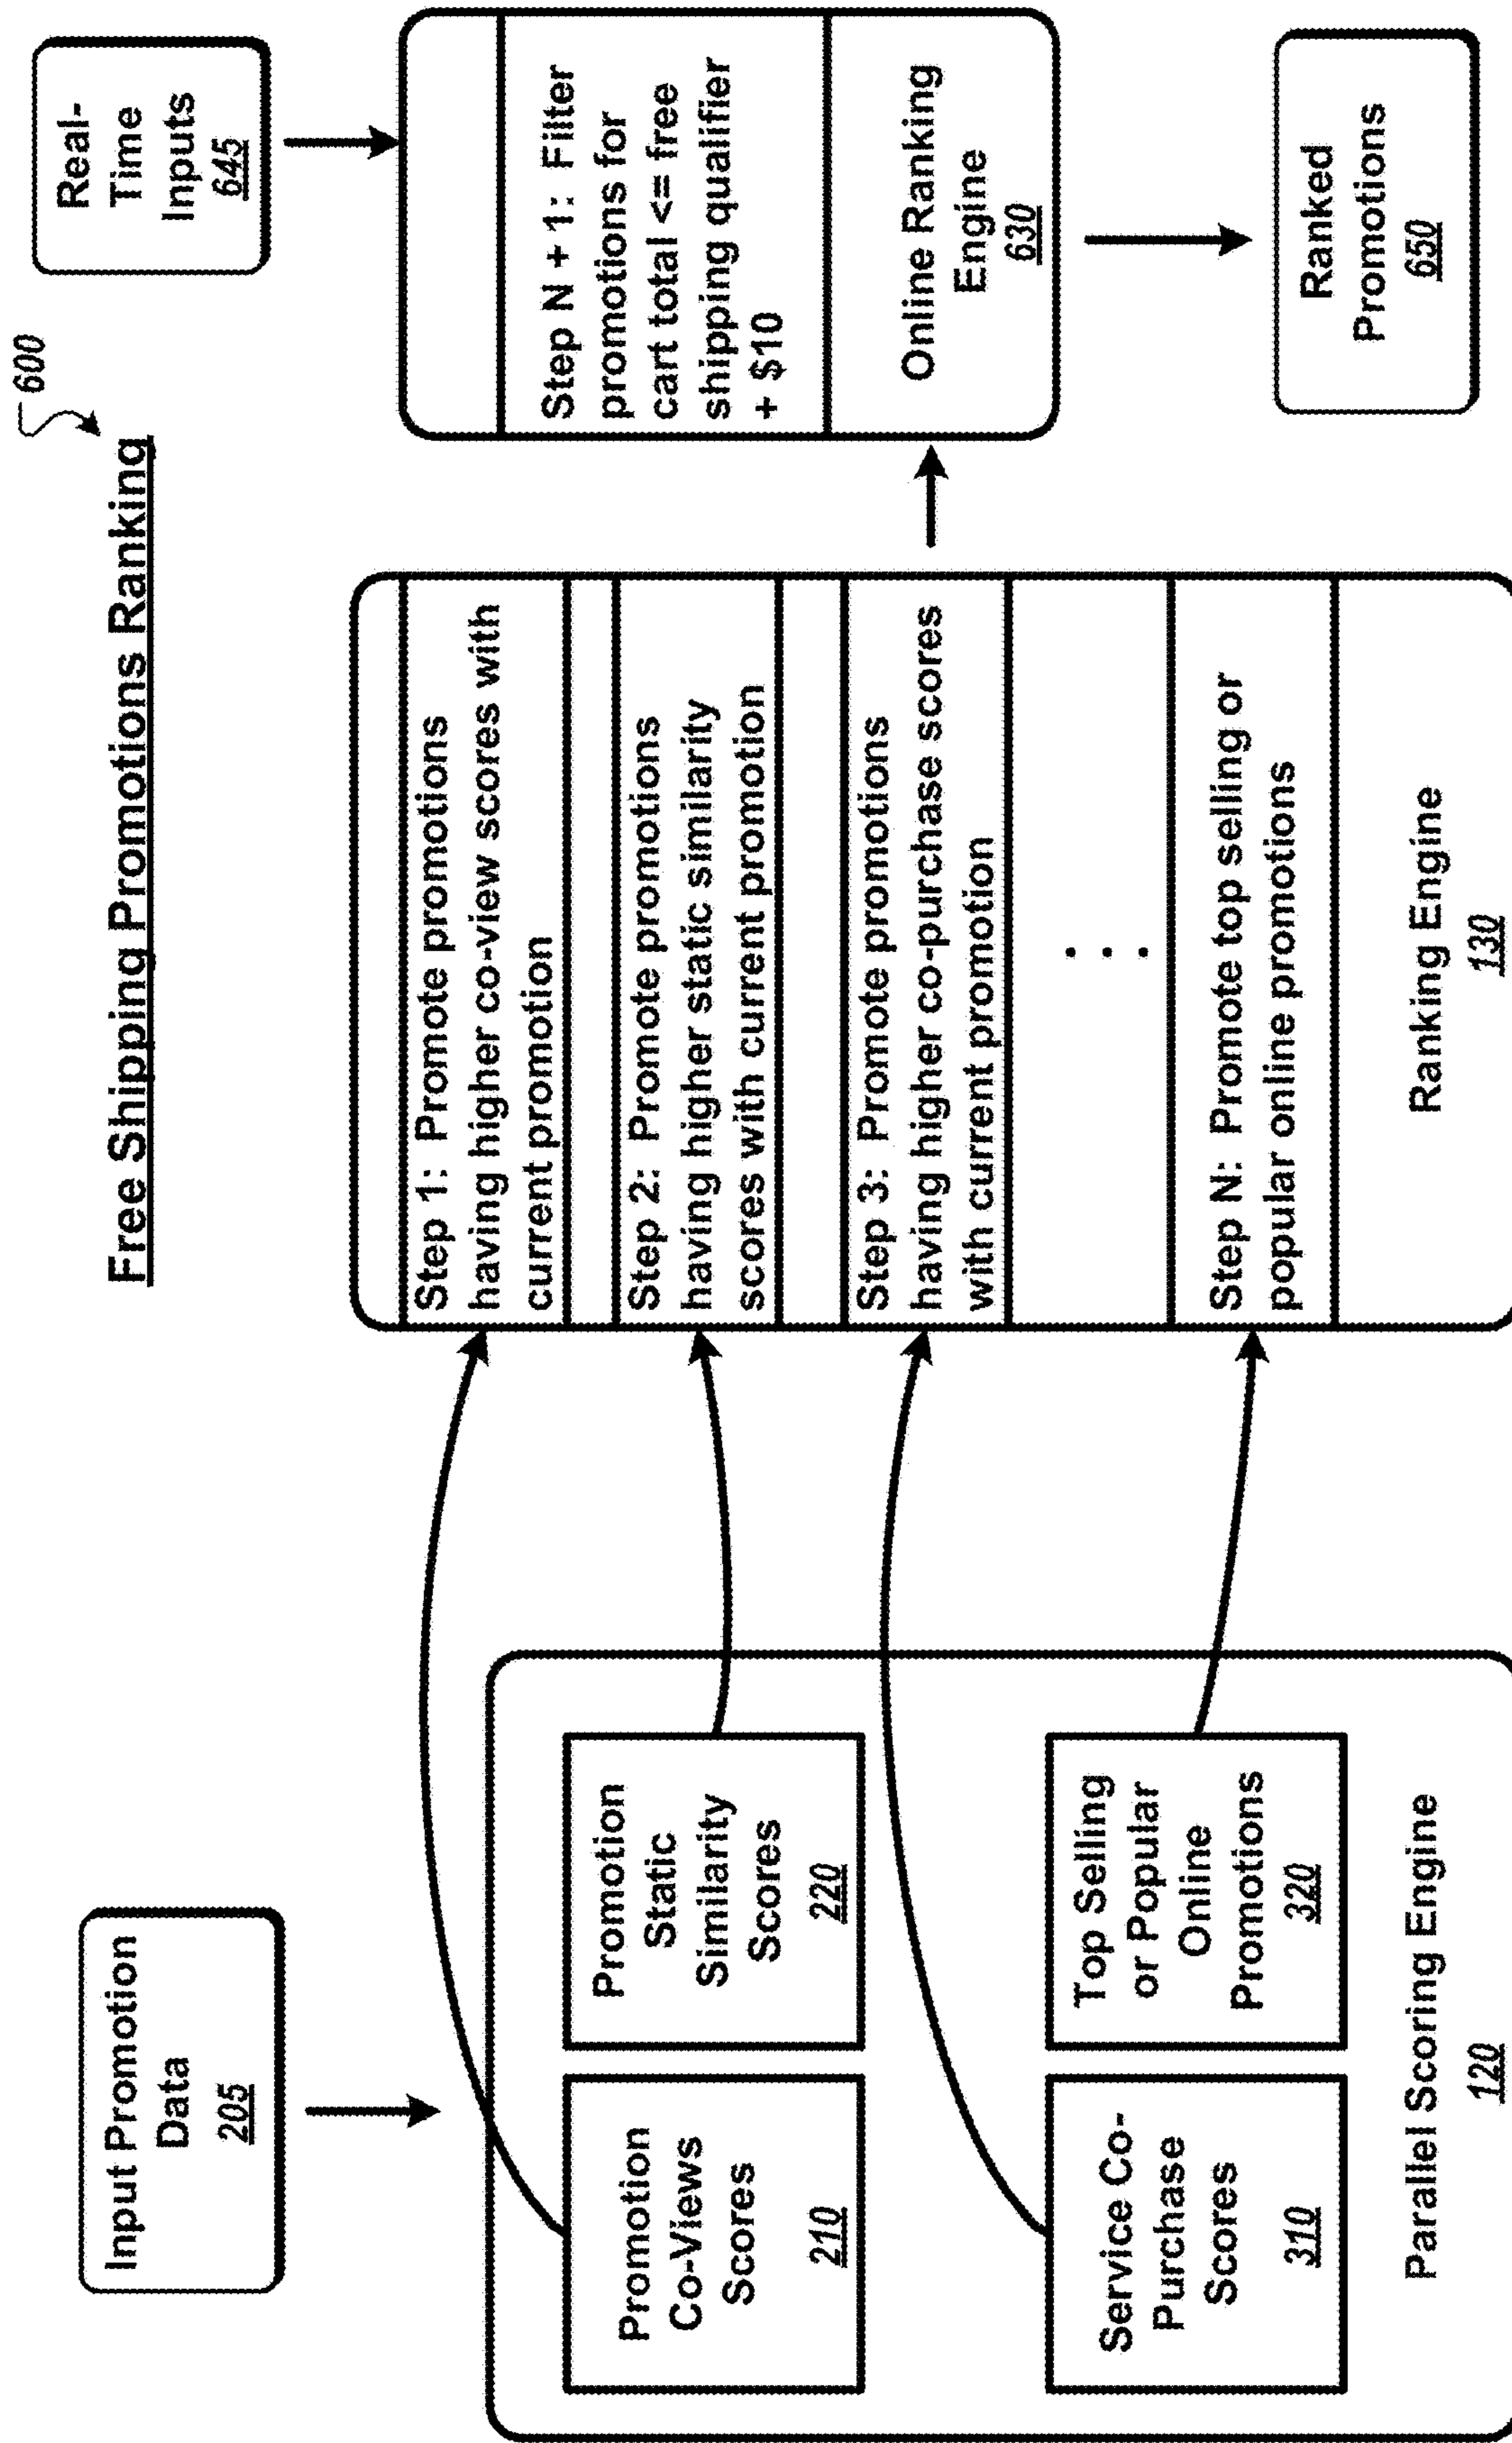 Free Shipping Promotions Ranking
600
Input Promotion
Data
205
Promotion
Co-Views
Scores
210
Promotion
Static
Similarity
Scores
220
Service Co-
Purchase
Scores
310
Top Selling
or Popular
Online
Promotions
320
Parallel Scoring Engine
120
Step 1: Promote promotions
having higher co-view scores with
current promotion
Step 2: Promote promotions
having higher static similarity
scores with current promotion
Step 3: Promote promotions
having higher co-purchase scores
with current promotion
. . .
Step N: Promote top selling or
popular online promotions
Ranking Engine
130
Real-
Time
Inputs
645
Step N + 1: Filter
promotions for
cart total <= free
shipping qualifier
+ $10
Online Ranking
Engine
630
Ranked
Promotions
650